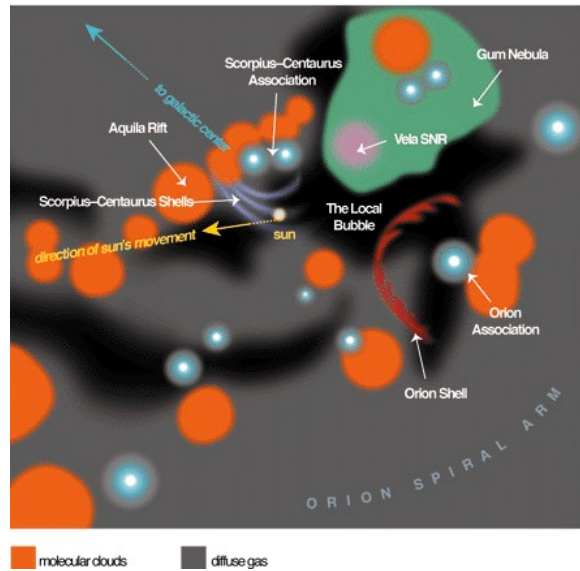 Scorpius–Centaurus
Association
Gum Nebula
to galactic center
Aquila Rift
Vela SNR
Scorpius–Centaurus Shells
The Local
Bubble
direction of sun's movement
sun
Orion
Association
Orion Shell
ORION SPIRAL ARM
molecular clouds
diffuse gas